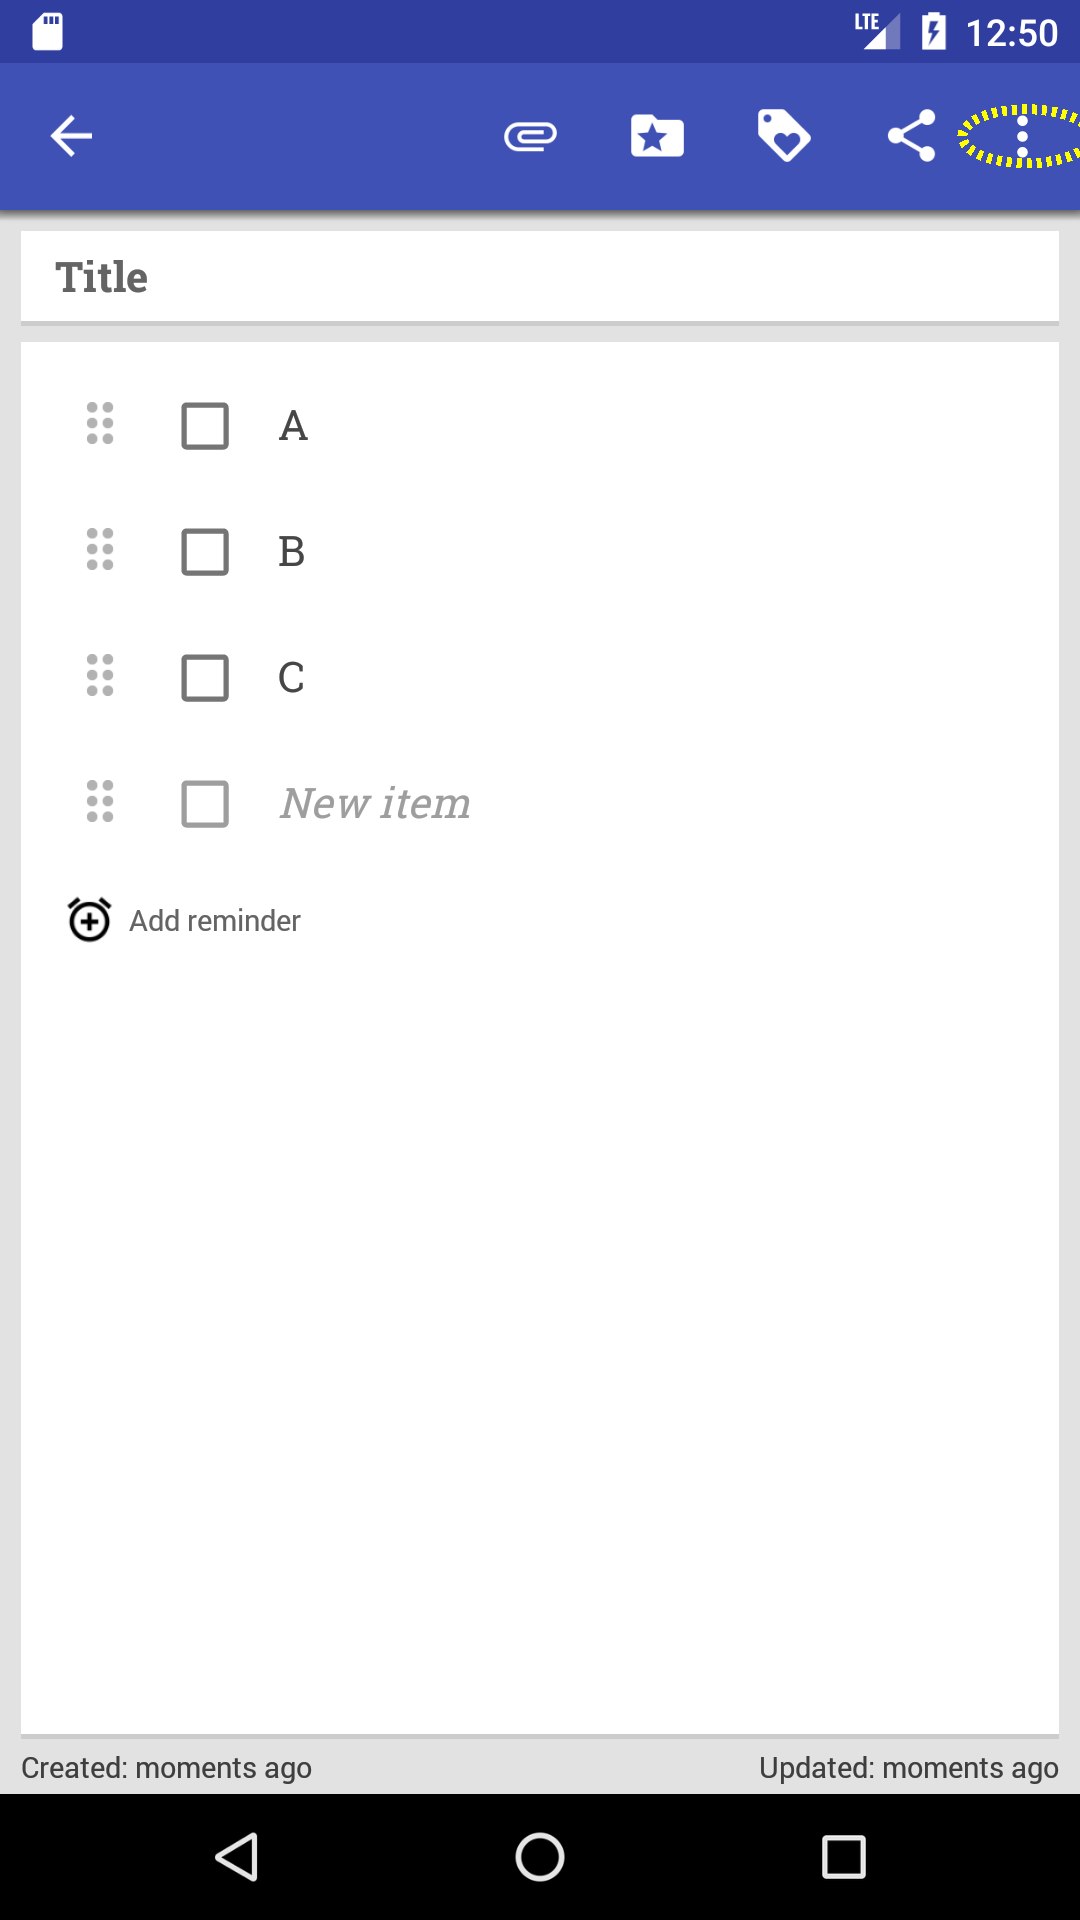 LTE 12:50
Title
A
B
C
New item
Add reminder
Created: moments ago Updated: moments ago